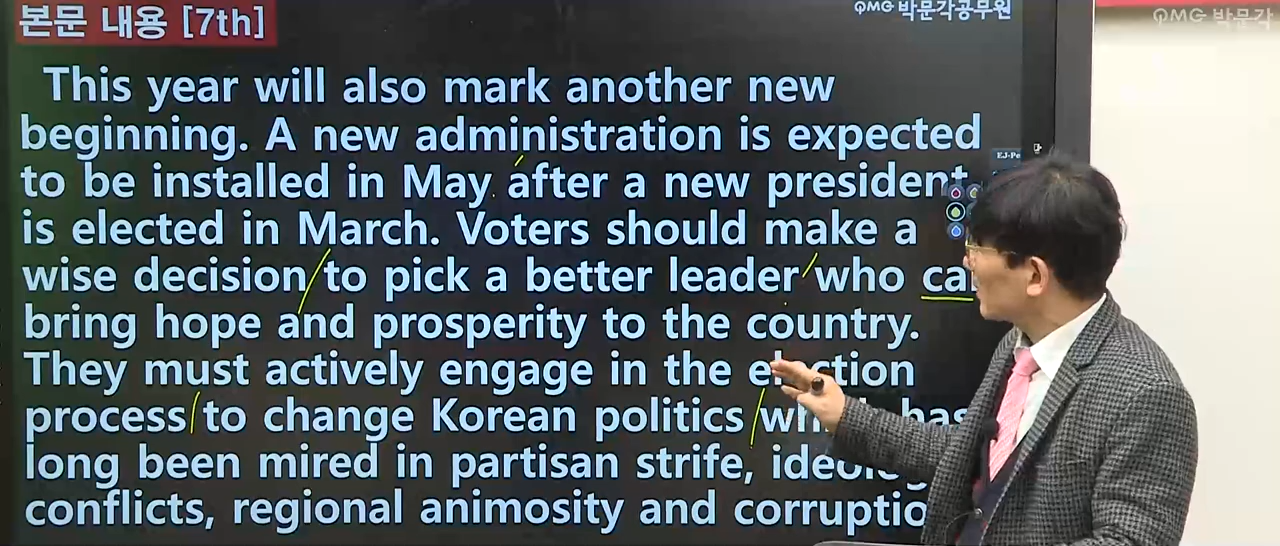 본문 내용 [7th]
PMG 박문각공무원
PMG 박문각
This year will also mark another new
beginning. A new administration is expected
to be installed in May after a new president
is elected in March. Voters should make a
wise decision to pick a better leader who
bring hope and prosperity to the country.
They must actively engage in the
process to change Korean politics
long been mired in partisan strife,
conflicts, regional animosity and